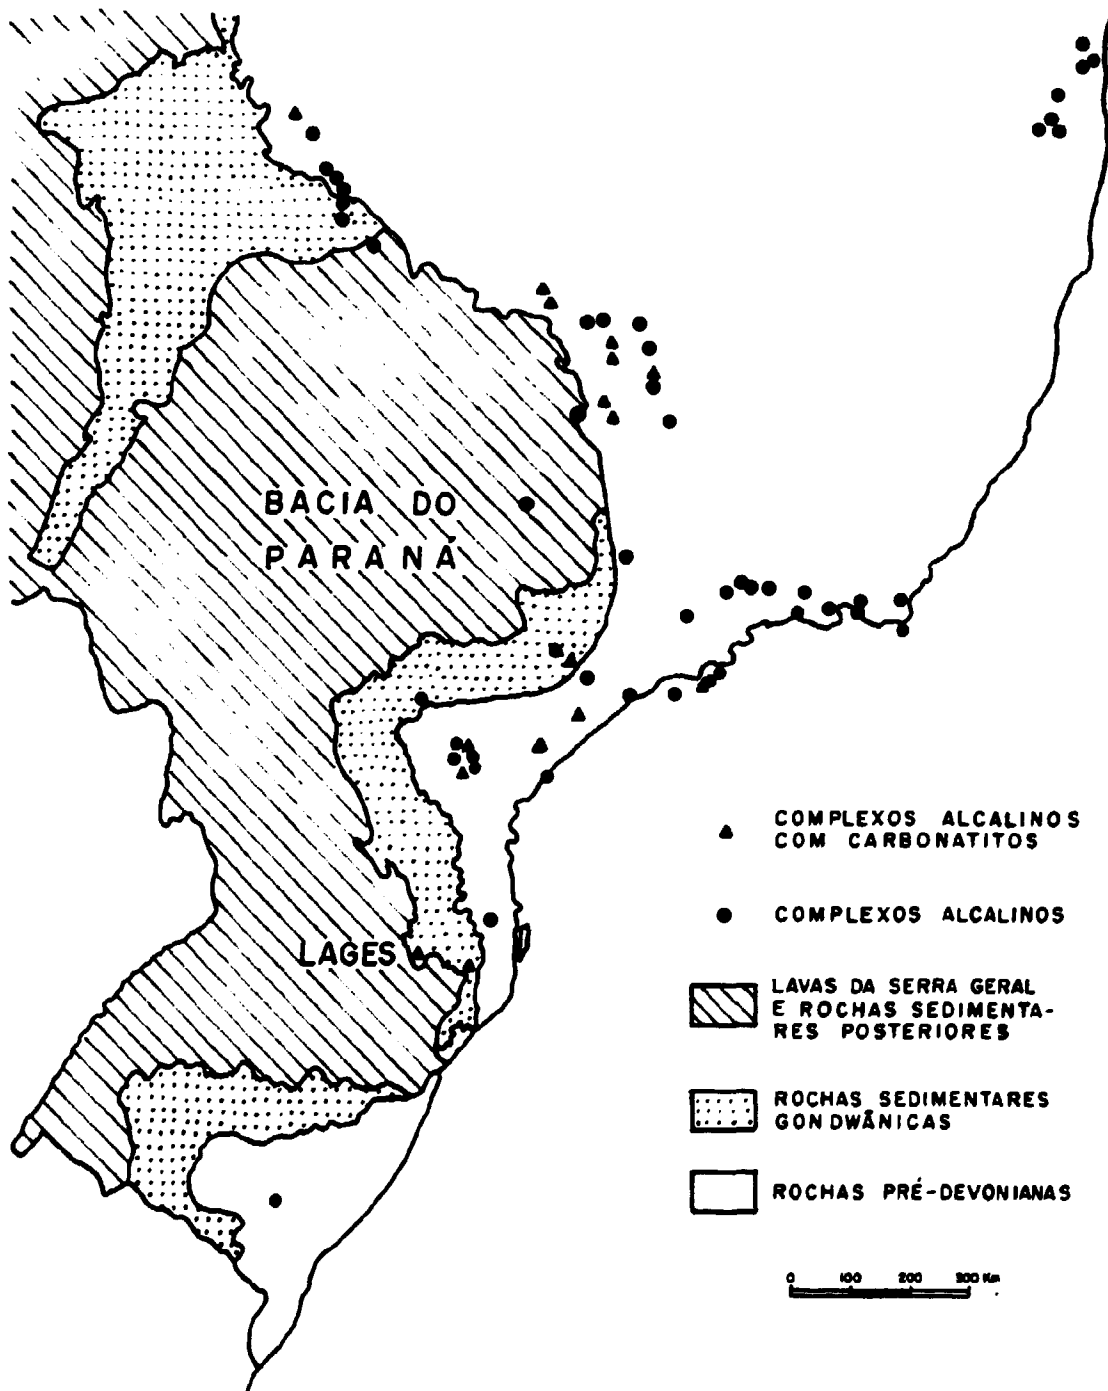 BACIA DO
PARANÁ
LAGES
COMPLEXOS ALCALINOS
COM CARBONATITOS
COMPLEXOS ALCALINOS
LAVAS DA SERRA GERAL
E ROCHAS SEDIMENTA-
RES POSTERIORES
ROCHAS SEDIMENTARES
GONDWÂNICAS
ROCHAS PRÉ-DEVONIANAS
0 100 200 300 Km